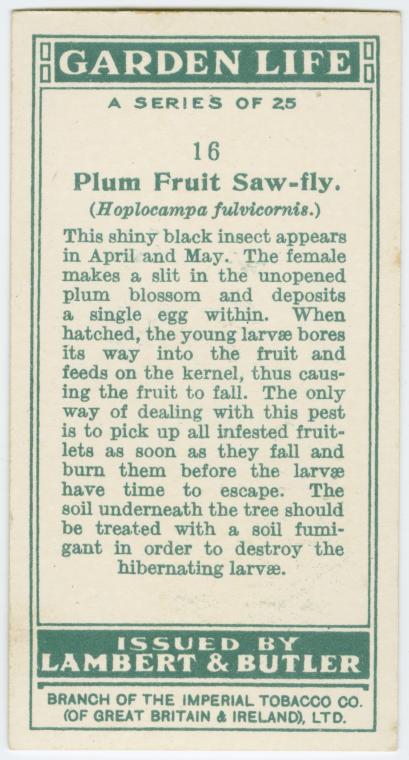 GARDEN LIFE
A SERIES OF 25
16
Plum Fruit Saw-fly.
(Hoplocampa fulvicornis.)
This shiny black insect appears
in April and May. The female
makes a slit in the unopened
plum blossom and deposits
a single egg within. When
hatched, the young larvæ bores
its way into the fruit and
feeds on the kernel, thus caus-
ing the fruit to fall. The only
way of dealing with this pest
is to pick up all infested fruit-
lets as soon as they fall and
burn them before the larvæ
have time to escape. The
soil underneath the tree should
be treated with a soil fumi-
gant in order to destroy the
hibernating larvæ.
ISSUED BY
LAMBERT & BUTLER
BRANCH OF THE IMPERIAL TOBACCO CO.
(OF GREAT BRITAIN & IRELAND), LTD.